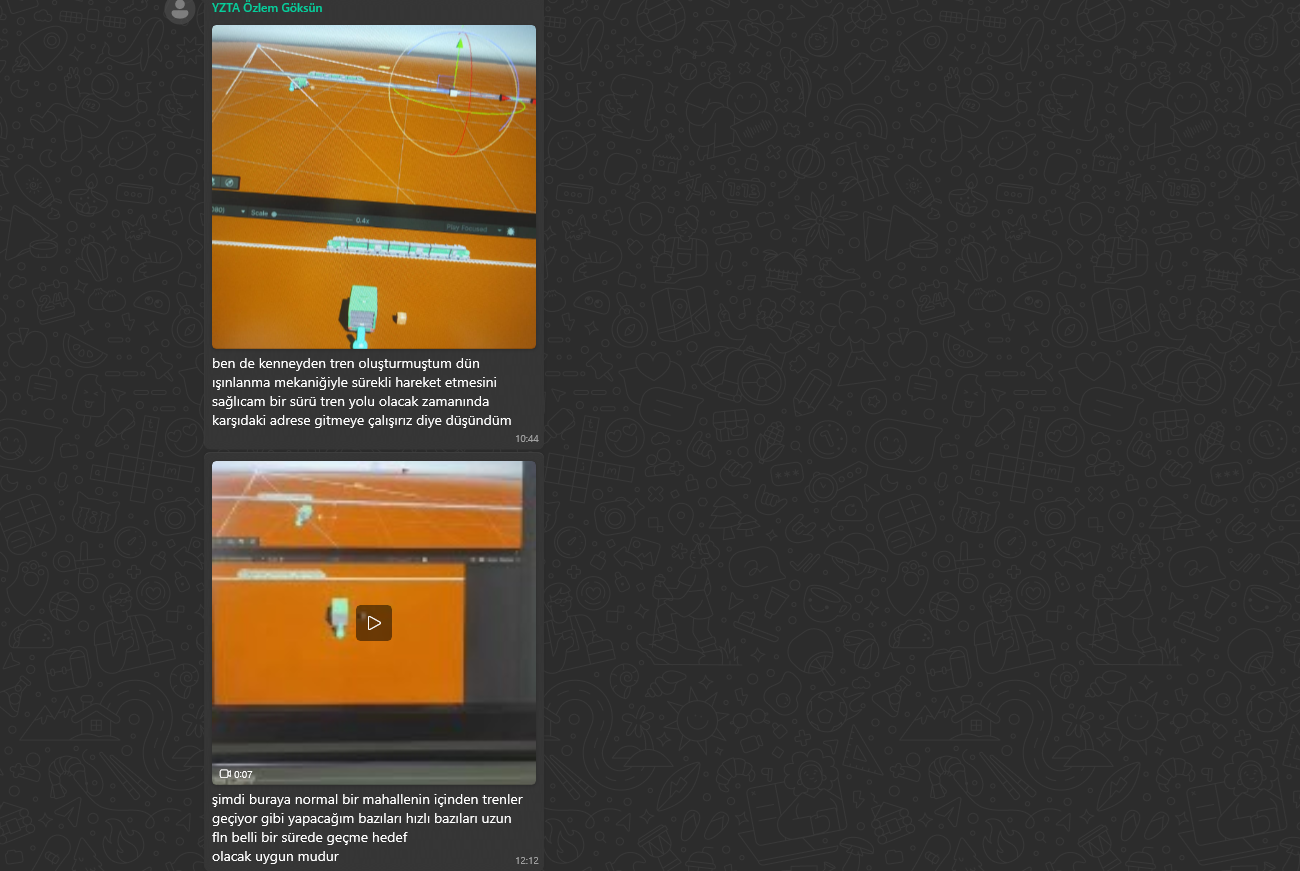 YZTA Özlem Göksün
Scale
0.4x
Play Focused
ben de kenneyden tren oluşturmuştum dün
ışınlanma mekaniğiyle sürekli hareket etmesini
sağlıcam bir sürü tren yolu olacak zamanında
karşıdaki adrese gitmeye çalışırız diye düşündüm
10:44
0:07
şimdi buraya normal bir mahallenin içinden trenler
geçiyor gibi yapacağım bazıları hızlı bazıları uzun
fln belli bir sürede geçme hedef
olacak uygun mudur
12:12